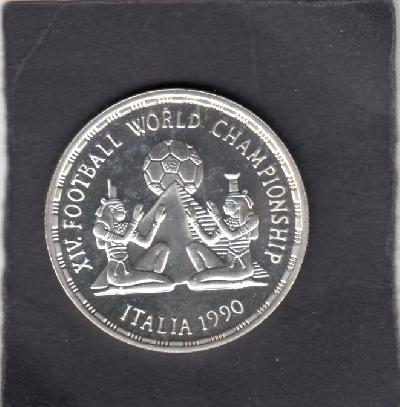 XIV. FOOTBALL WORLD CHAMPIONSHIP
ITALIA 1990